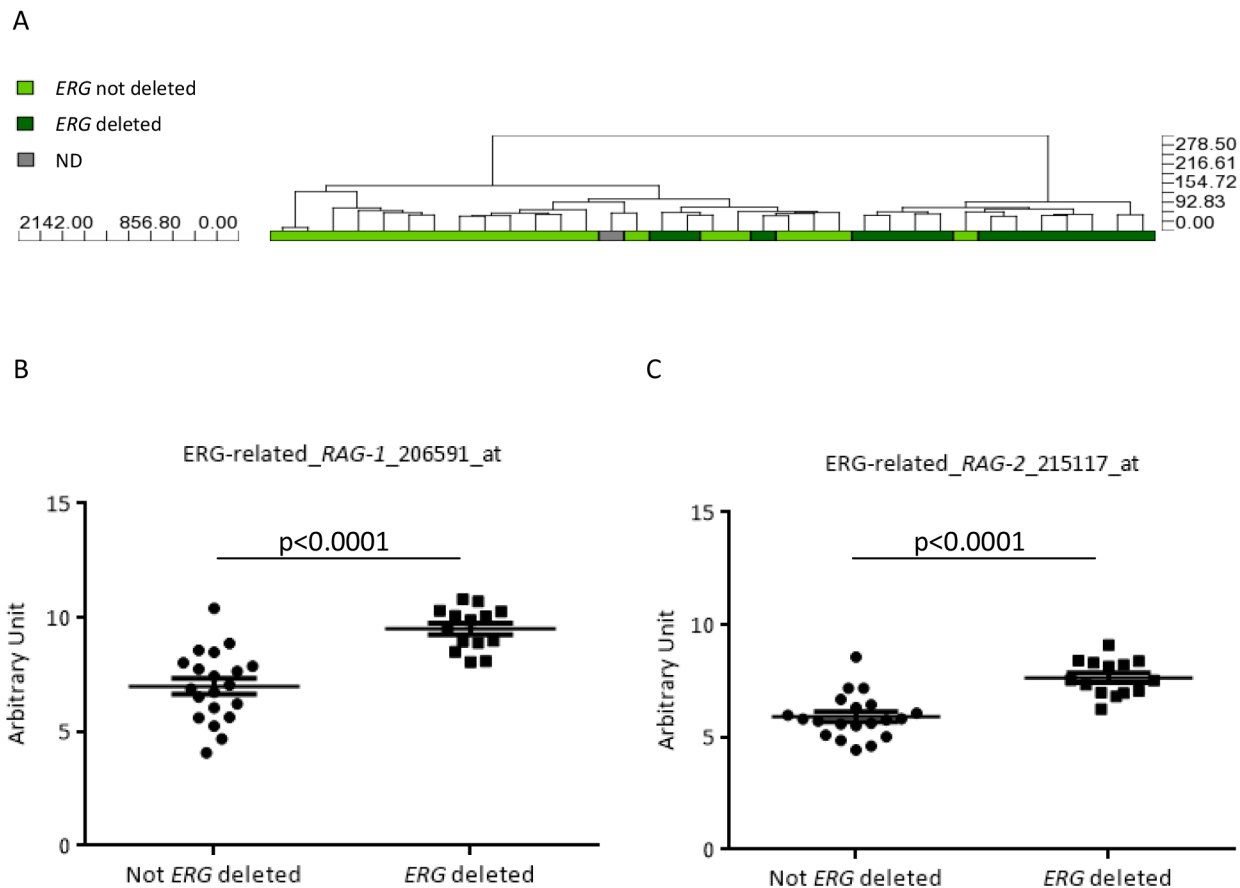 A
ERG not deleted
ERG deleted
ND
2142.00 856.80 0.00
278.50
216.61
154.72
92.83
0.00
B
ERG-related_RAG-1_206591_at
p<0.0001
15
10
5
0
Arbitrary Unit
Not ERG deleted
ERG deleted
C
ERG-related_RAG-2_215117_at
p<0.0001
15
10
5
0
Arbitrary Unit
Not ERG deleted
ERG deleted